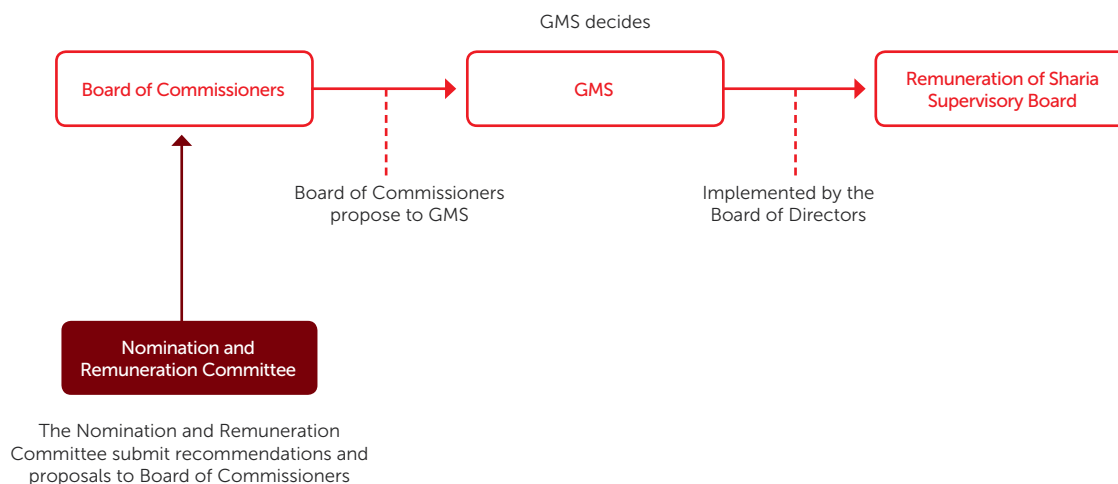 GMS decides
Board of Commissioners
GMS
Remuneration of Sharia
Supervisory Board
Board of Commissioners
propose to GMS
Implemented by the
Board of Directors
Nomination and
Remuneration Committee
The Nomination and Remuneration
Committee submit recommendations and
proposals to Board of Commissioners